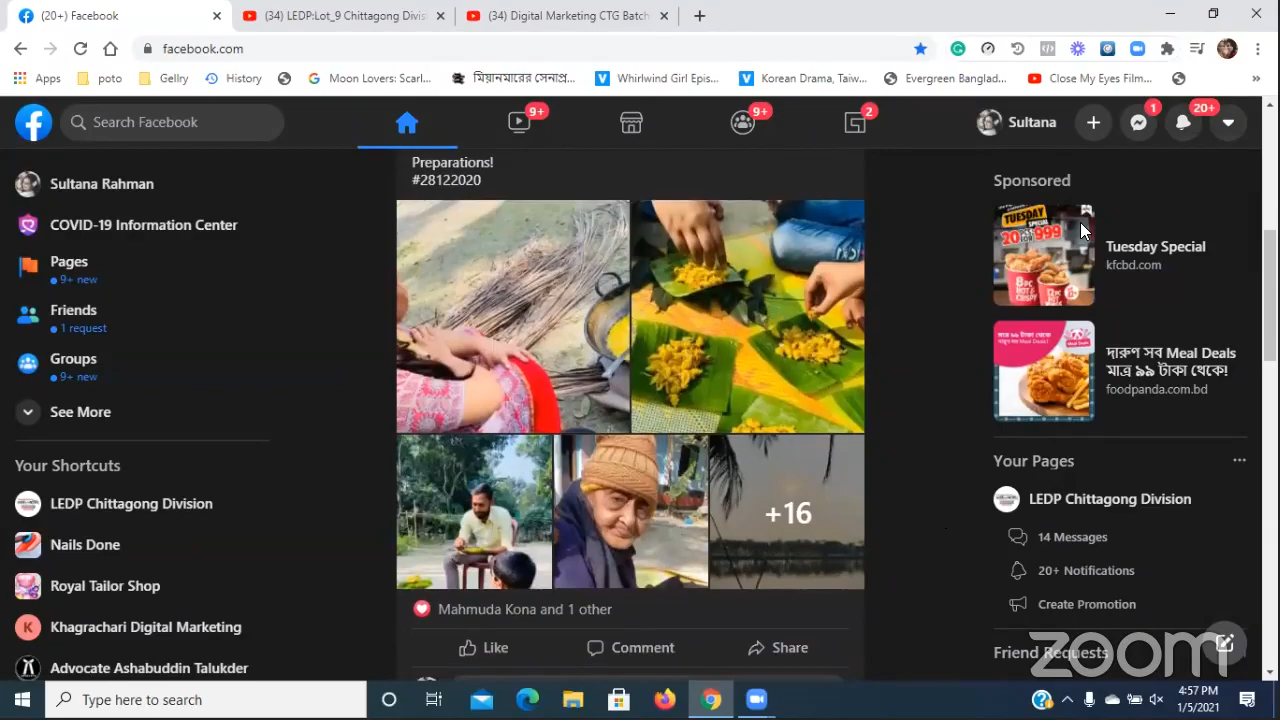 (20+) Facebook
(34) LEDP:Lot_9 Chittagong Divis
(34) Digital Marketing CTG Batch
facebook.com
Apps
poto
Gellry
History
Moon Lovers: Scarl...
মিয়ানমারের সেনাপ্র...
Whirlwind Girl Epis...
Korean Drama, Taiw...
Evergreen Banglad...
Close My Eyes Film...
Search Facebook
9+
9+
2
Sultana
1
20+
Sultana Rahman
COVID-19 Information Center
Pages
9+ new
Friends
1 request
Groups
9+ new
See More
Your Shortcuts
LEDP Chittagong Division
Nails Done
Royal Tailor Shop
K
Khagrachari Digital Marketing
Advocate Ashabuddin Talukder
Preparations!
#28122020
+16
Mahmuda Kona and 1 other
Like
Comment
Share
Sponsored
TUESDAY
SPECIAL
999
Tuesday Special
kfcbd.com
দারুণ সব Meal Deals
মাত্র ৯৯ টাকা থেকে!
foodpanda.com.bd
Your Pages
LEDP Chittagong Division
14 Messages
20+ Notifications
Create Promotion
Friend Requests
zoom
Type here to search
4:57 PM
1/5/2021